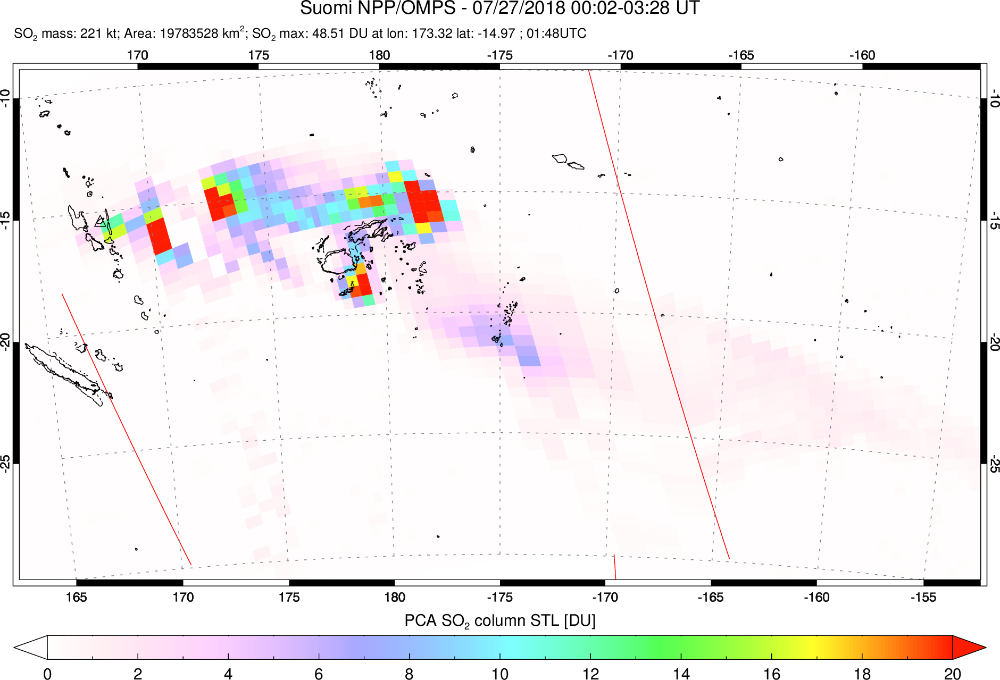 Suomi NPP/OMPS - 07/27/2018 00:02-03:28 UT
SO₂ mass: 221 kt; Area: 19783528 km²; SO₂ max: 48.51 DU at lon: 173.32 lat: -14.97 ; 01:48UTC
170 175 180 -175 -170 -165 -160
-10 -10
-15 -15
-20 -20
-25 -25
165 170 175 180 -175 -170 -165 -160 -155
PCA SO₂ column STL [DU]
0 2 4 6 8 10 12 14 16 18 20